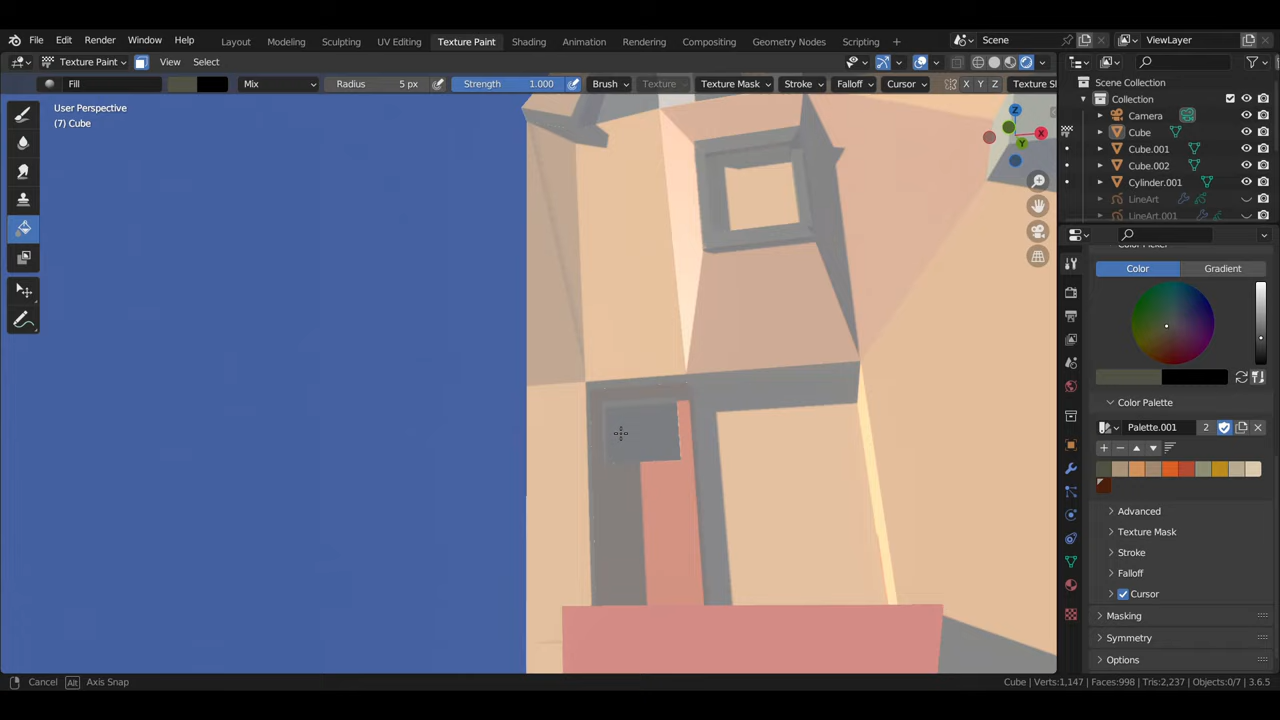 File Edit Render Window Help Layout Modeling Sculpting UV Editing Texture Paint Shading Animation Rendering Compositing Geometry Nodes Scripting + Scene ViewLayer
Texture Paint View Select
Fill Mix Radius 5 px Strength 1.000 Brush Texture Texture Mask Stroke Falloff Cursor X Y Z
User Perspective
(7) Cube
Z
X
Y
Scene Collection
Collection
Camera
Cube
Cube.001
Cube.002
Cylinder.001
LineArt
LineArt.001
Color Gradient
Color Palette
Palette.001 2
Advanced
Texture Mask
Stroke
Falloff
Cursor
Masking
Symmetry
Options
Cancel Alt Axis Snap Cube | Verts:1,147 | Faces:998 | Tris:2,237 | Objects:0/7 | 3.6.5